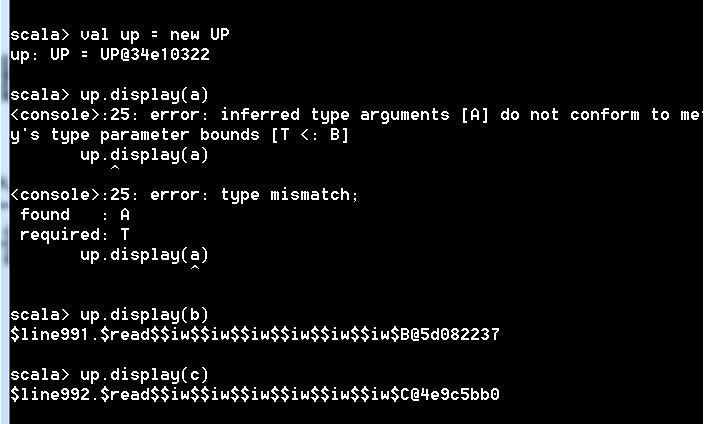 scala> val up = new UP
up: UP = UP@34e10322
scala> up.display(a)
<console>:25: error: inferred type arguments [A] do not conform to me
y's type parameter bounds [T <: B]
up.display(a)
^
<console>:25: error: type mismatch;
found   : A
required: T
up.display(a)
^
scala> up.display(b)
$line991.$read$$iw$$iw$$iw$$iw$$iw$$iw$B@5d082237
scala> up.display(c)
$line992.$read$$iw$$iw$$iw$$iw$$iw$$iw$C@4e9c5bb0